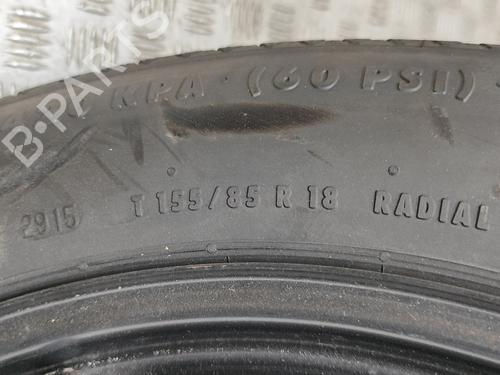 KPA (60 PSI)
2915 T 155/85 R 18 RADIAL
B-PARTS